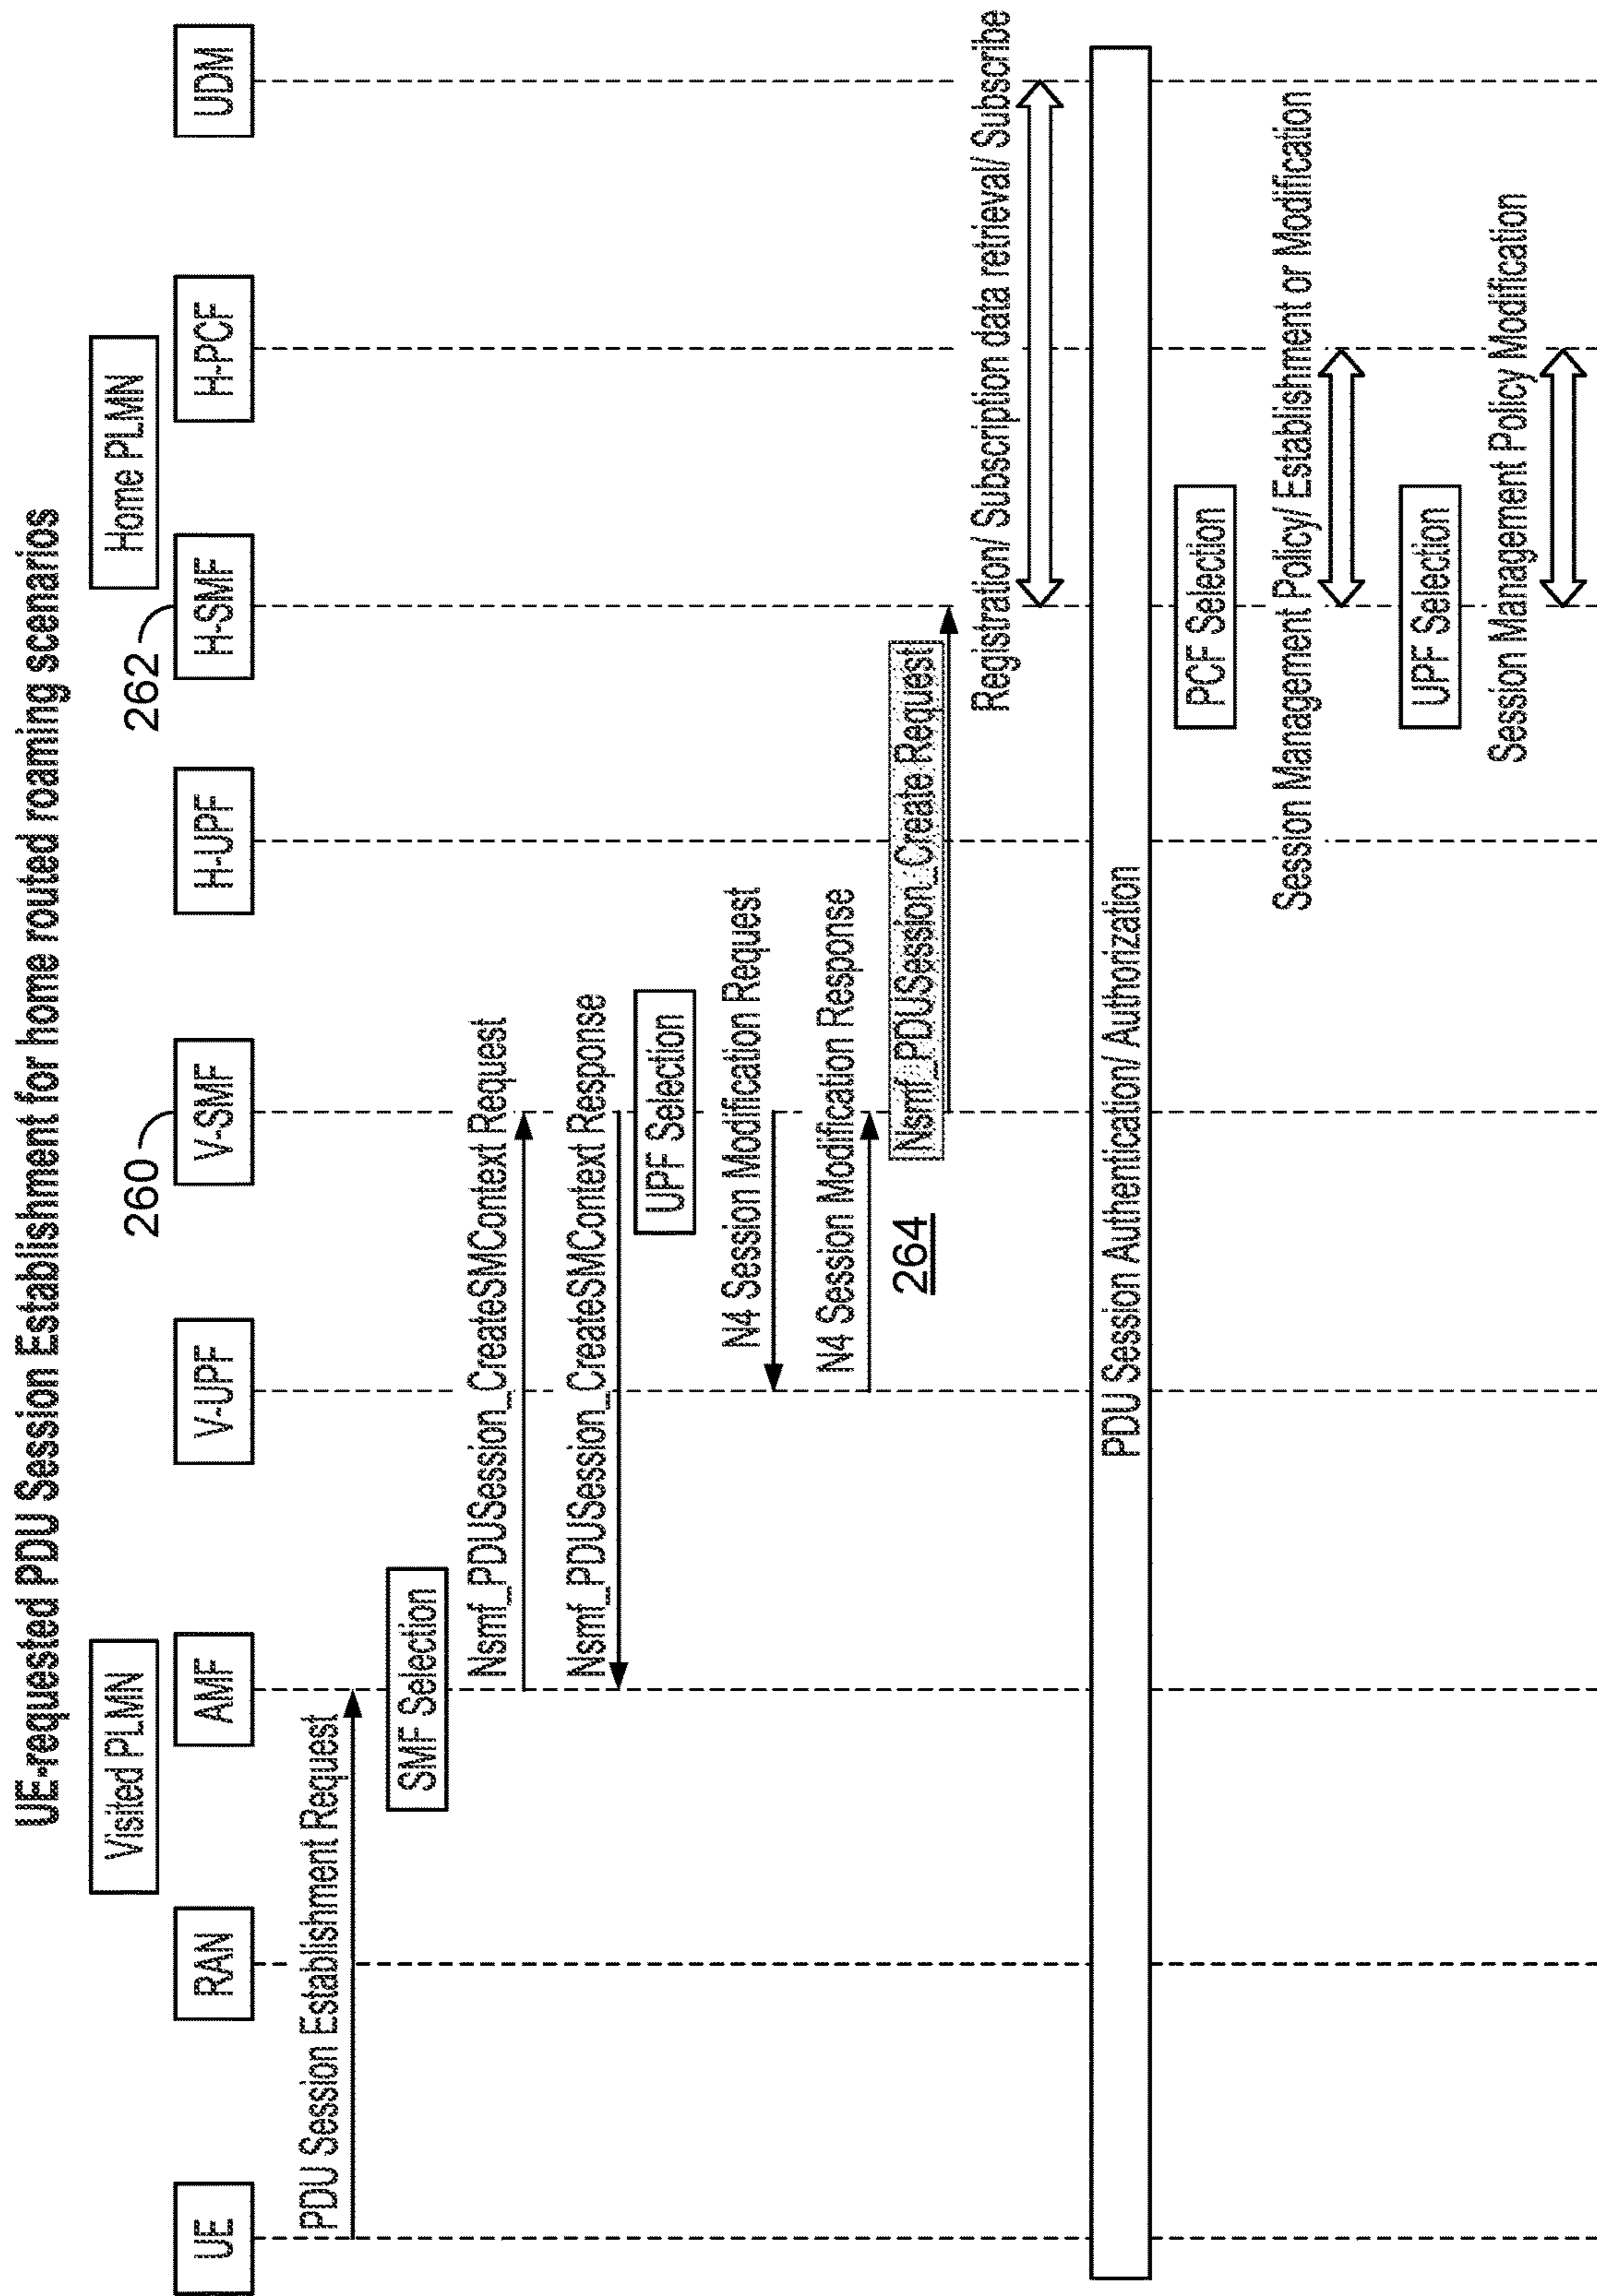 UE-requested PDU Session Establishment for home routed roaming scenarios
Visited PLMN
Home PLMN
260
262
UE
RAN
AMF
V-UPF
V-SMF
H-UPF
H-SMF
H-PCF
UDM
PDU Session Establishment Request
SMF Selection
Nsmf_PDUSession_CreateSMContext Request
Nsmf_PDUSession_CreateSMContext Response
UPF Selection
N4 Session Modification Request
N4 Session Modification Response
264
Nsmf_PDUSession_Create Request
Registration/ Subscription data retrieval/ Subscribe
PDU Session Authentication/ Authorization
PCF Selection
Session Management Policy/ Establishment or Modification
UPF Selection
Session Management Policy Modification